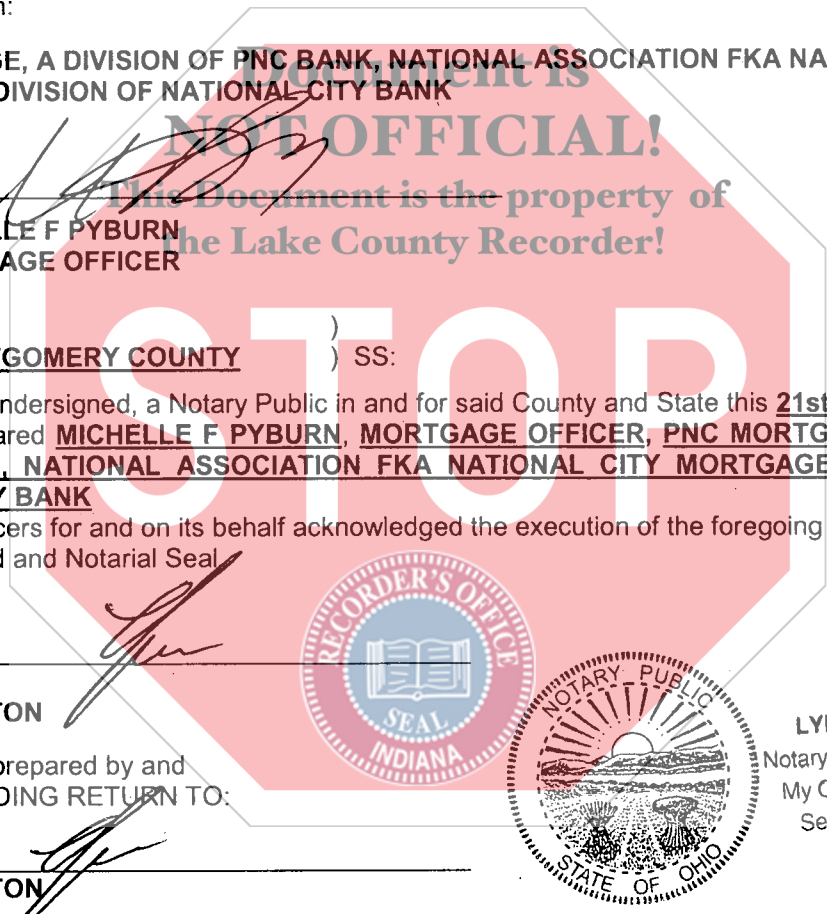 n:
GE, A DIVISION OF PNC BANK, NATIONAL ASSOCIATION FKA NA
DIVISION OF NATIONAL CITY BANK
Document is
NOT OFFICIAL!
This Document is the property of
the Lake County Recorder!
LLE F PYBURN
AGE OFFICER
STOP
)
TGOMERY COUNTY ) SS:
ndersigned, a Notary Public in and for said County and State this 21st
ared MICHELLE F PYBURN, MORTGAGE OFFICER, PNC MORTG
, NATIONAL ASSOCIATION FKA NATIONAL CITY MORTGAGE
Y BANK
cers for and on its behalf acknowledged the execution of the foregoing
d and Notarial Seal
RECORDER'S OFFICE
SEAL
INDIANA
TON
prepared by and
DING RETURN TO:
TON
NOTARY PUBLIC
STATE OF OHIO
LY
Notary
My C
Se